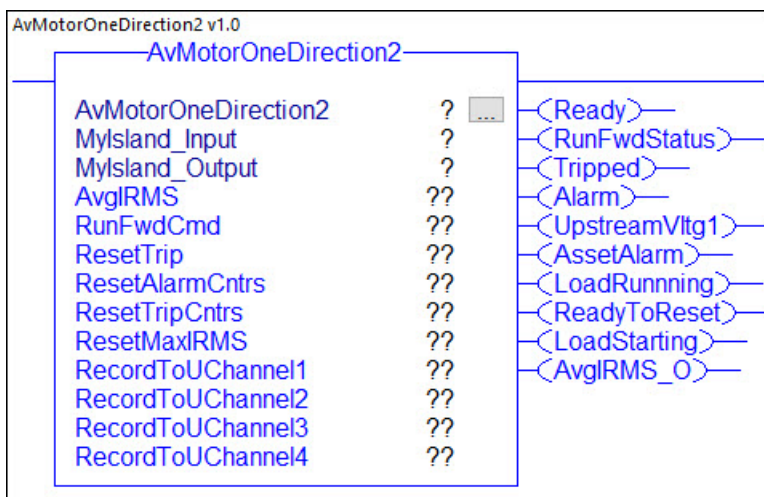 AvMotorOneDirection2 v1.0
AvMotorOneDirection2
AvMotorOneDirection2 ? ... Ready
MyIsland_Input ? RunFwdStatus
MyIsland_Output ? Tripped
AvgIRMS ?? Alarm
RunFwdCmd ?? UpstreamVltg1
ResetTrip ?? AssetAlarm
ResetAlarmCntrs ?? LoadRunnning
ResetTripCntrs ?? ReadyToReset
ResetMaxIRMS ?? LoadStarting
RecordToUChannel1 ?? AvgIRMS_O
RecordToUChannel2 ??
RecordToUChannel3 ??
RecordToUChannel4 ??